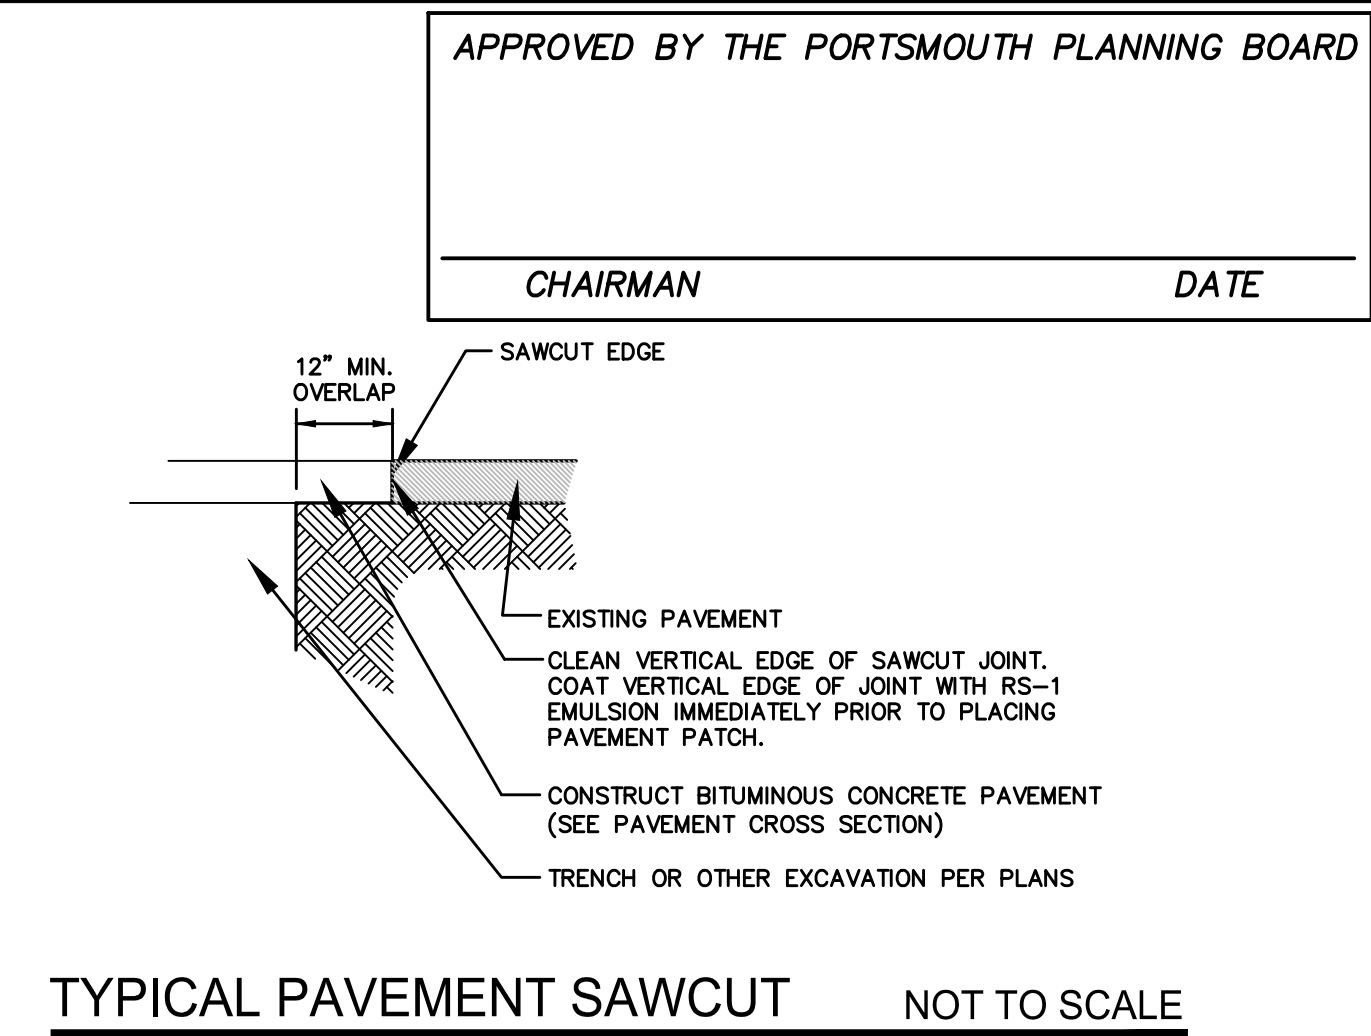 APPROVED BY THE PORTSMOUTH PLANNING BOARD
CHAIRMAN DATE
SAWCUT EDGE
12" MIN.
OVERLAP
EXISTING PAVEMENT
CLEAN VERTICAL EDGE OF SAWCUT JOINT.
COAT VERTICAL EDGE OF JOINT WITH RS-1
EMULSION IMMEDIATELY PRIOR TO PLACING
PAVEMENT PATCH.
CONSTRUCT BITUMINOUS CONCRETE PAVEMENT
(SEE PAVEMENT CROSS SECTION)
TRENCH OR OTHER EXCAVATION PER PLANS
TYPICAL PAVEMENT SAWCUT NOT TO SCALE